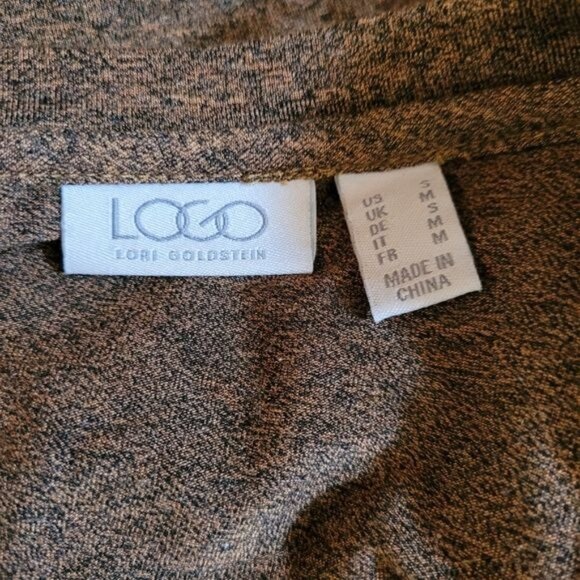 LOGO
LORI GOLDSTEIN
US S
UK M
DE S
IT M
FR M
MADE IN
CHINA